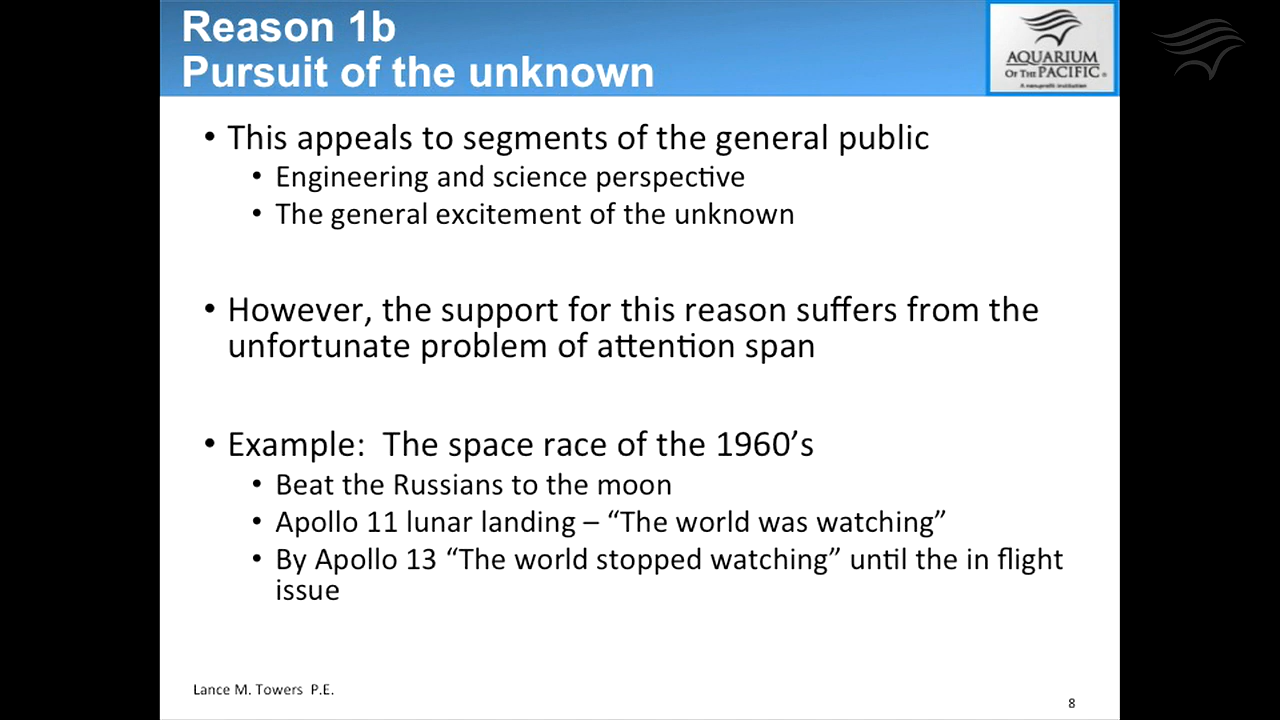 Reason 1b
Pursuit of the unknown
AQUARIUM
OF THE PACIFIC®
A nonprofit institution
• This appeals to segments of the general public
• Engineering and science perspective
• The general excitement of the unknown
• However, the support for this reason suffers from the
unfortunate problem of attention span
• Example:  The space race of the 1960’s
• Beat the Russians to the moon
• Apollo 11 lunar landing – “The world was watching”
• By Apollo 13 “The world stopped watching” until the in flight
issue
Lance M. Towers  P.E.
8